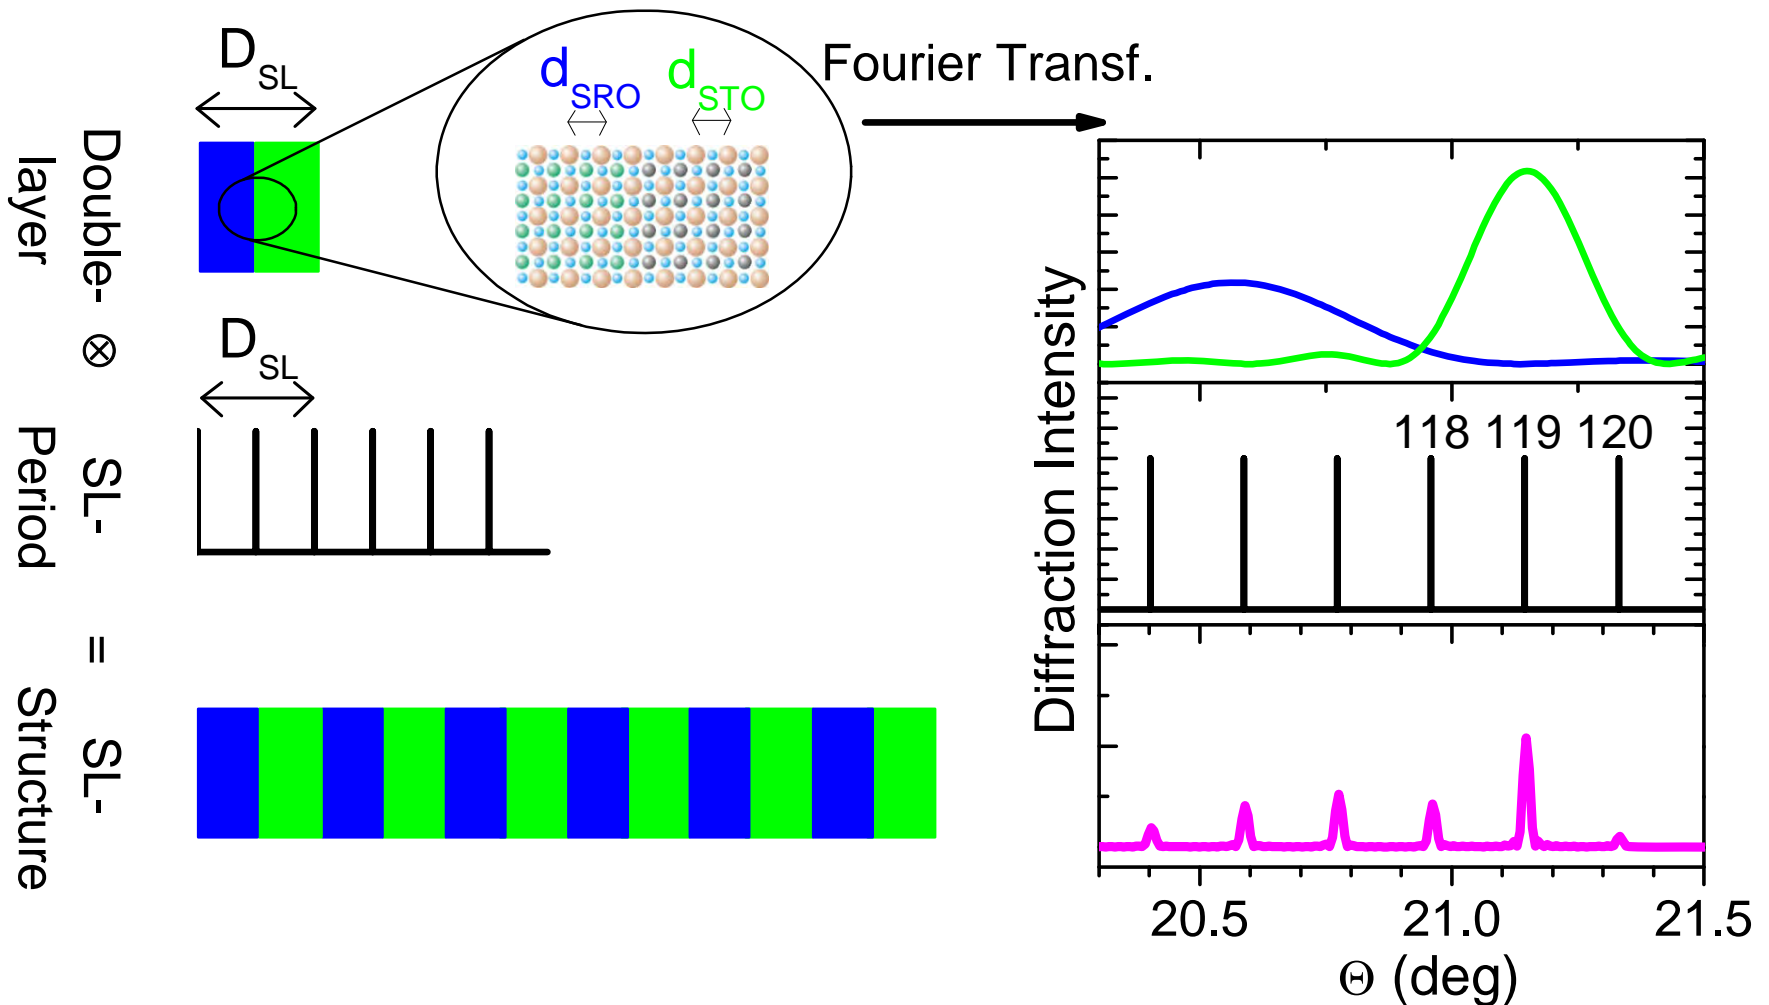 D_SL
d_SRO
d_STO
Fourier Transf.
Double-
layer
⊗
D_SL
SL-
Period
=
SL-
Structure
Diffraction Intensity
118 119 120
20.5 21.0 21.5
Θ (deg)